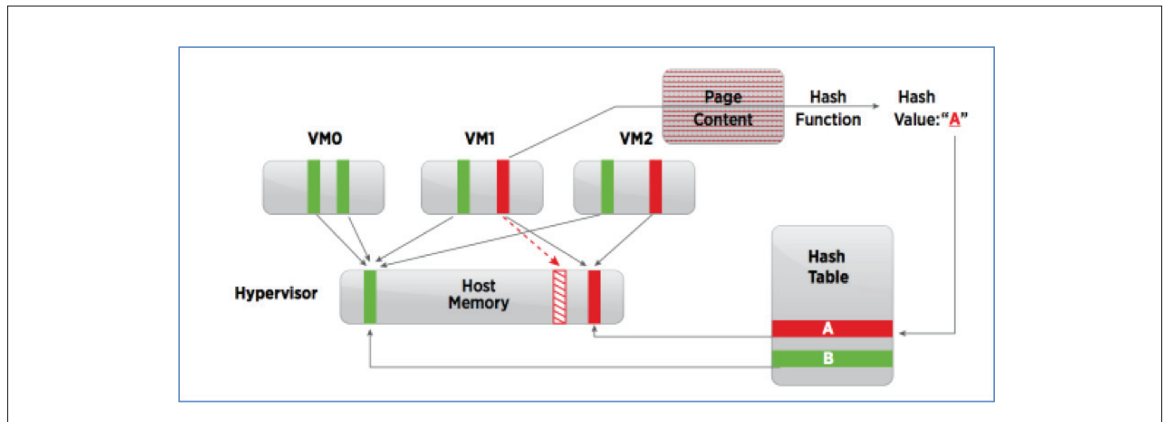 Page
Content
Hash
Function
Hash
Value:“A”
VM0
VM1
VM2
Hash
Table
Hypervisor
Host
Memory
A
B